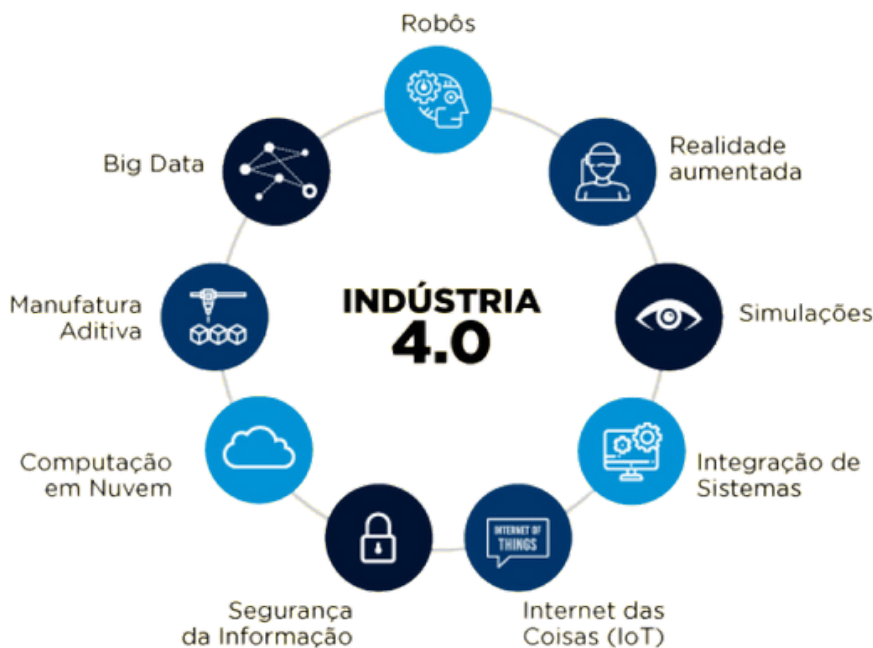 Robôs
Realidade
aumentada
Simulações
Integração de
Sistemas
INTERNET OF
THINGS
Internet das
Coisas (IoT)
Segurança
da Informação
Computação
em Nuvem
Manufatura
Aditiva
Big Data
INDÚSTRIA
4.0